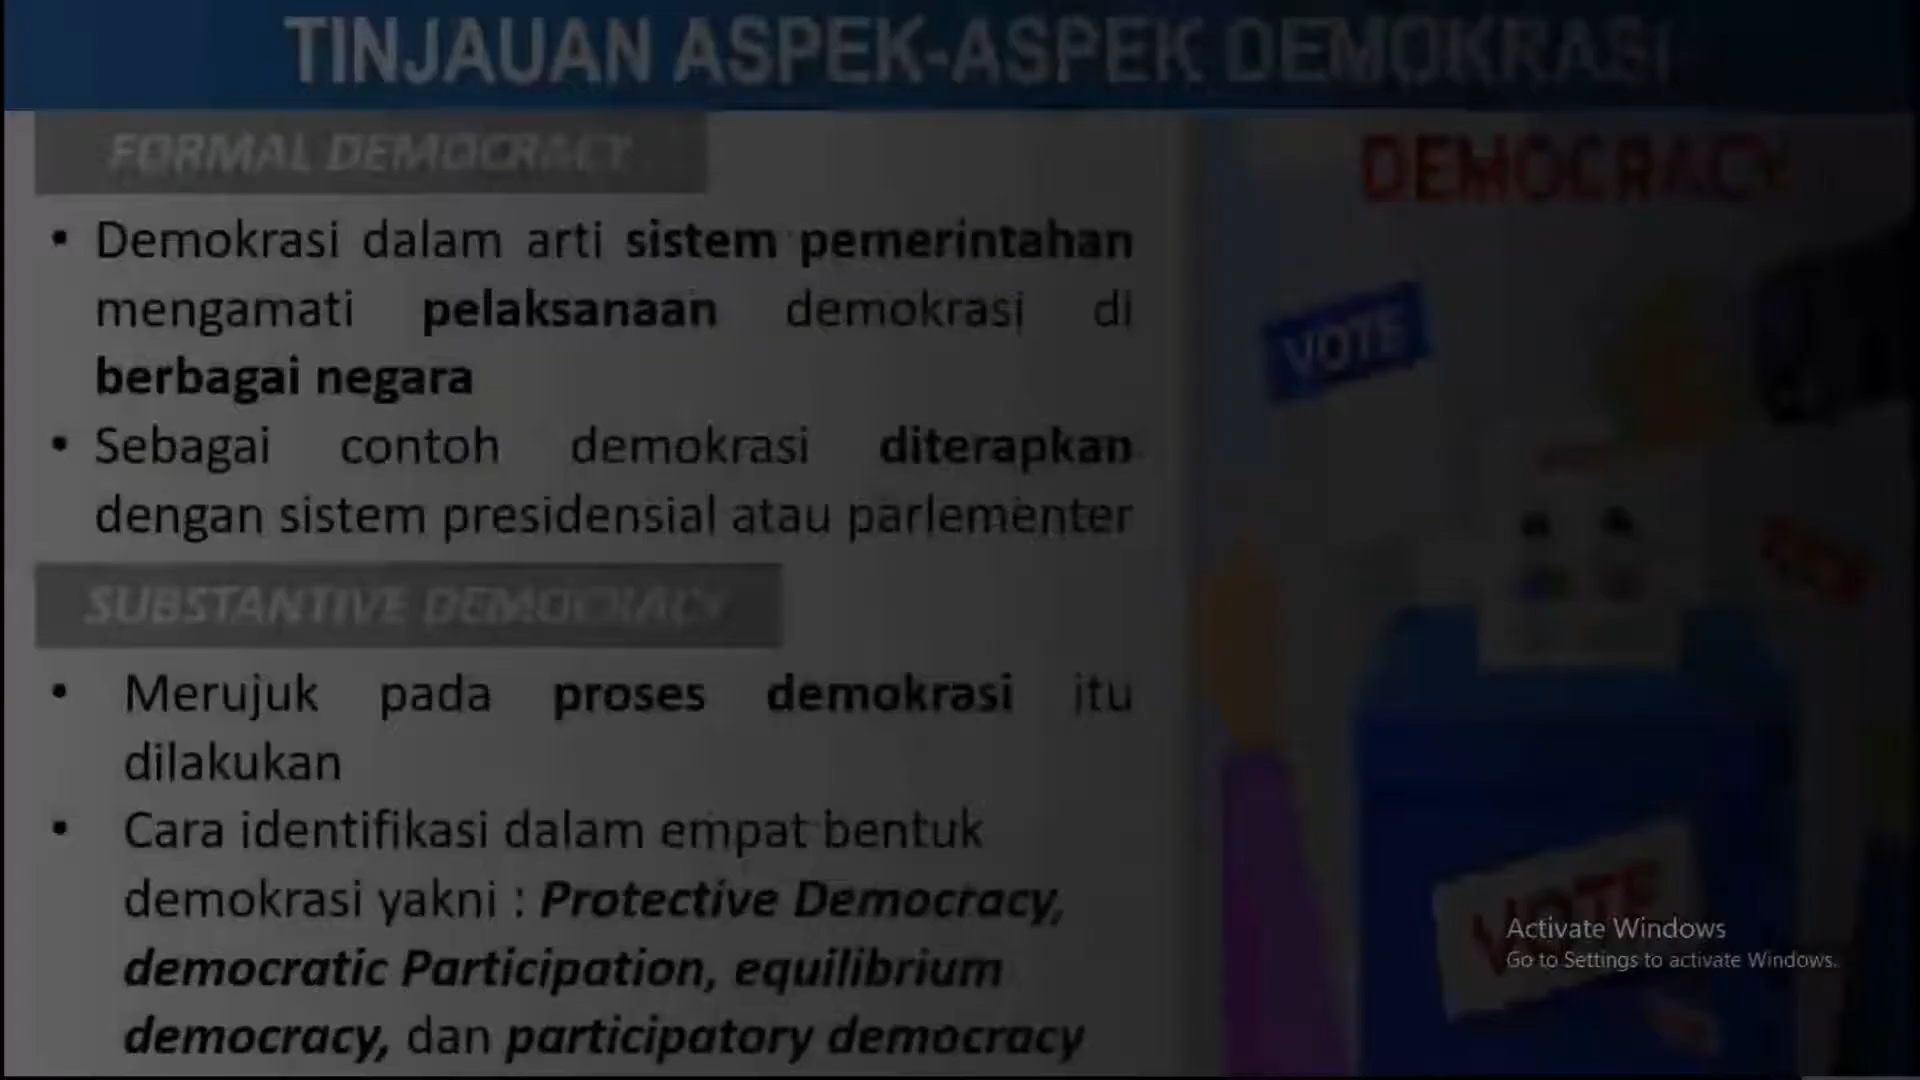 TINJAUAN ASPEK-ASPEK DEMOKRASI
FORMAL DEMOCRACY
• Demokrasi dalam arti sistem pemerintahan
mengamati pelaksanaan demokrasi di
berbagai negara
• Sebagai contoh demokrasi diterapkan
dengan sistem presidensial atau parlementer
SUBSTANTIVE DEMOCRACY
• Merujuk pada proses demokrasi itu
dilakukan
• Cara identifikasi dalam empat bentuk
demokrasi yakni : Protective Democracy,
democratic Participation, equilibrium
democracy, dan participatory democracy
DEMOCRACY
VOTE
VOTE
Activate Windows
Go to Settings to activate Windows.